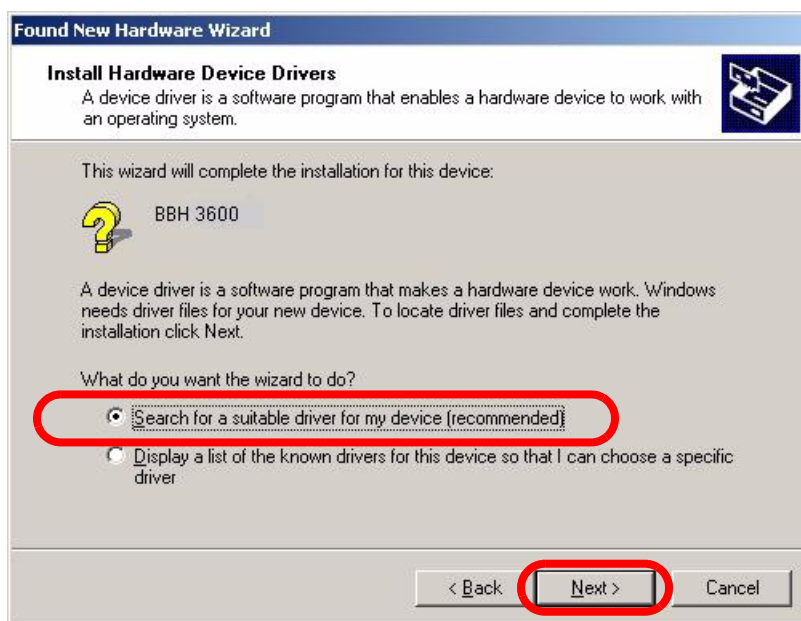 Found New Hardware Wizard
Install Hardware Device Drivers
A device driver is a software program that enables a hardware device to work with
an operating system.
This wizard will complete the installation for this device:
BBH 3600
A device driver is a software program that makes a hardware device work. Windows
needs driver files for your new device. To locate driver files and complete the
installation click Next.
What do you want the wizard to do?
Search for a suitable driver for my device (recommended)
Display a list of the known drivers for this device so that I can choose a specific
driver
< Back Next > Cancel